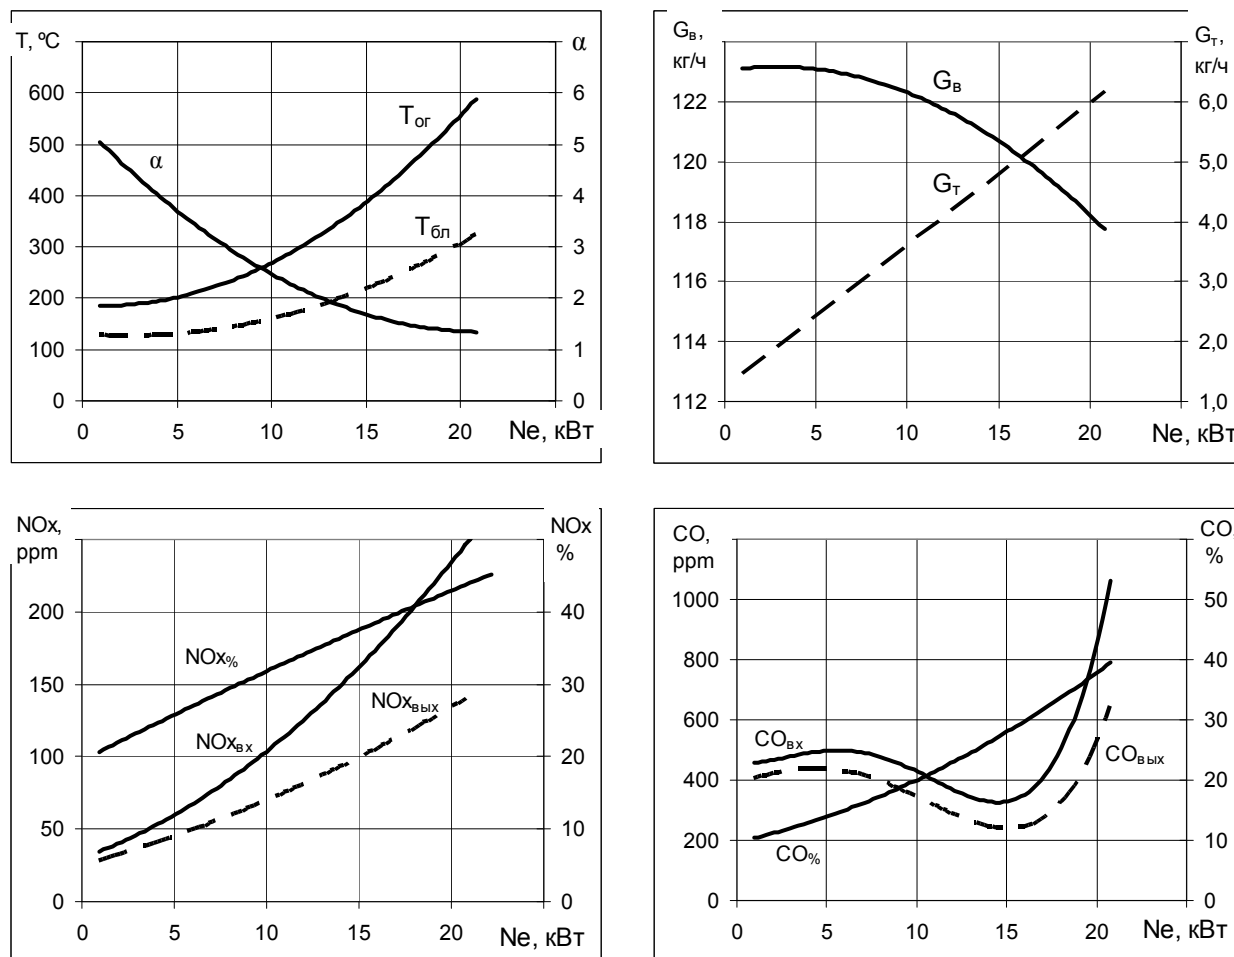 T, ºC
α
600
6
500
5
400
4
300
3
200
2
100
1
0
0
Tог
α
Tбл
0
5
10
15
20
Ne, кВт
Gв,
кг/ч
Gт,
кг/ч
122
6,0
120
5,0
118
4,0
116
3,0
114
2,0
112
1,0
Gв
Gт
0
5
10
15
20
Ne, кВт
NOx,
ppm
NOx
%
200
40
150
30
100
20
50
10
0
0
NOx%
NOxвх
NOxвых
0
5
10
15
20
Ne, кВт
CO,
ppm
CO,
%
1000
50
800
40
600
30
400
20
200
10
0
0
COвх
COвых
CO%
0
5
10
15
20
Ne, кВт